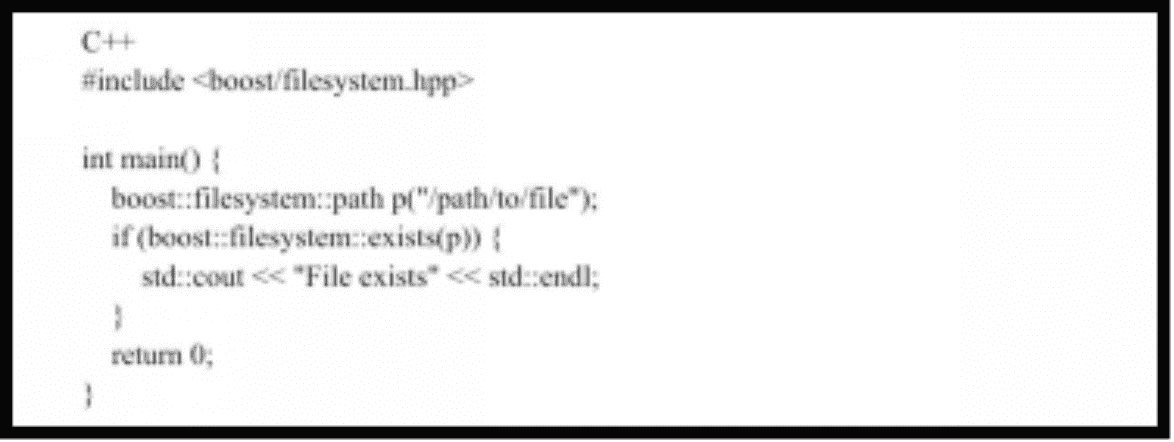 C++
#include <boost/filesystem.hpp>
int main() {
boost::filesystem::path p("/path/to/file");
if (boost::filesystem::exists(p)) {
std::cout << "File exists" << std::endl;
}
return 0;
}